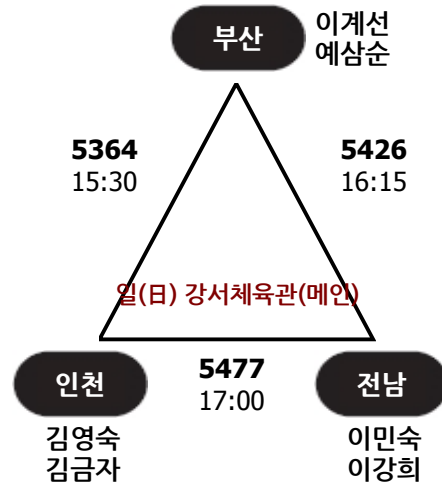 부산
이계선
예삼순
5364
15:30
5426
16:15
일(日) 강서체육관(메인)
인천
5477
17:00
전남
김영숙
김금자
이민숙
이강희